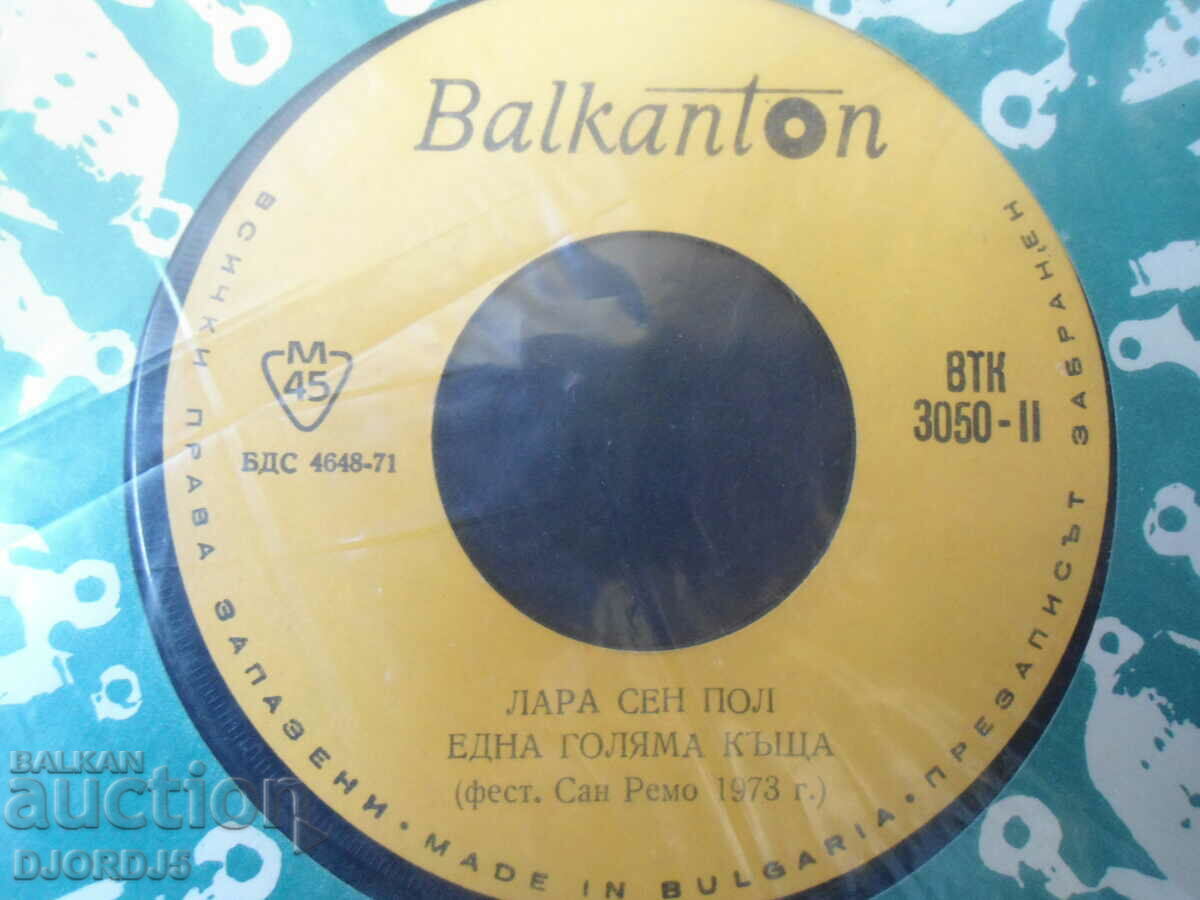 Balkanton
ВСИЧКИ ПРАВА ЗАПАЗЕНИ • MADE IN BULGARIA • ПРЕЗАПИСЪТ ЗАБРАНЕН
М
45
БДС 4648-71
ВТК
3050-II
ЛАРА СЕН ПОЛ
ЕДНА ГОЛЯМА КЪЩА
(фест. Сан Ремо 1973 г.)
BALKAN
auction
DJORDJ5